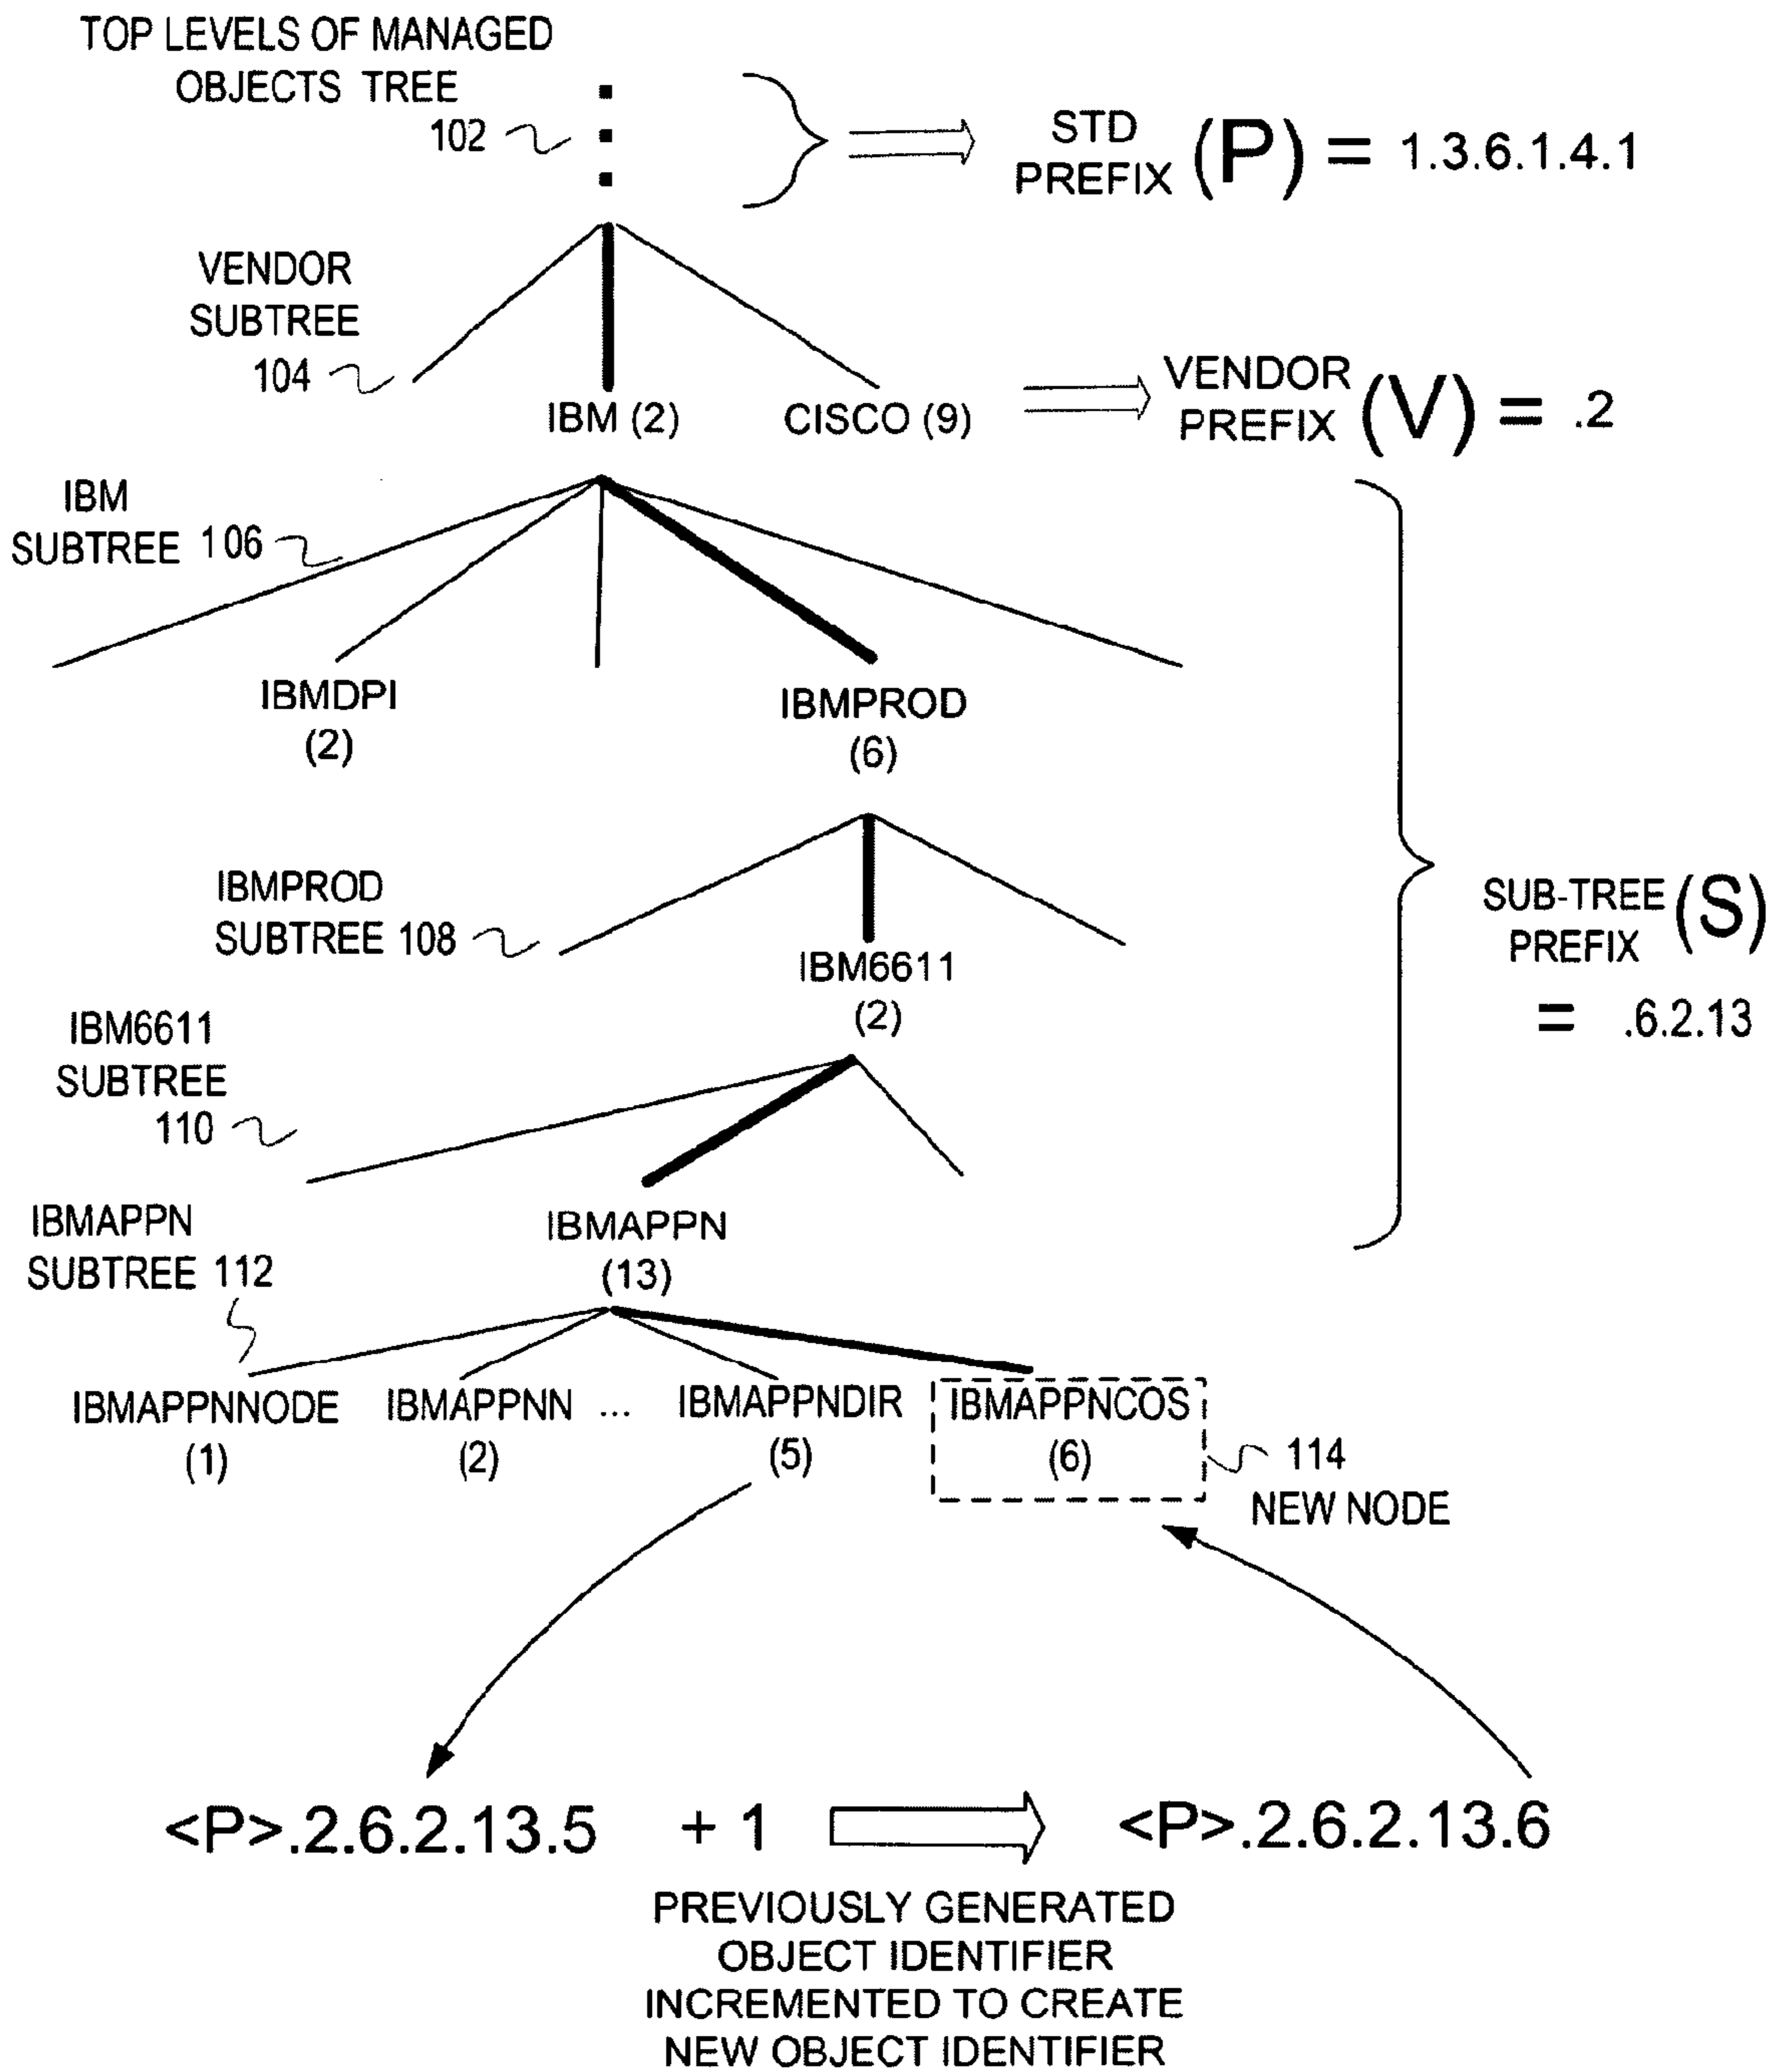 TOP LEVELS OF MANAGED
OBJECTS TREE
102
STD
PREFIX (P) = 1.3.6.1.4.1
VENDOR
SUBTREE
104
IBM (2)
CISCO (9)
VENDOR
PREFIX (V) = .2
IBM
SUBTREE 106
IBMDPI
(2)
IBMPROD
(6)
IBMPROD
SUBTREE 108
IBM6611
(2)
SUB-TREE (S)
PREFIX
= .6.2.13
IBM6611
SUBTREE
110
IBMAPPN
SUBTREE 112
IBMAPPN
(13)
IBMAPPNNODE
(1)
IBMAPPNN ...
(2)
IBMAPPNDIR
(5)
IBMAPPNCOS
(6)
114
NEW NODE
<P>.2.6.2.13.5 + 1
<P>.2.6.2.13.6
PREVIOUSLY GENERATED
OBJECT IDENTIFIER
INCREMENTED TO CREATE
NEW OBJECT IDENTIFIER